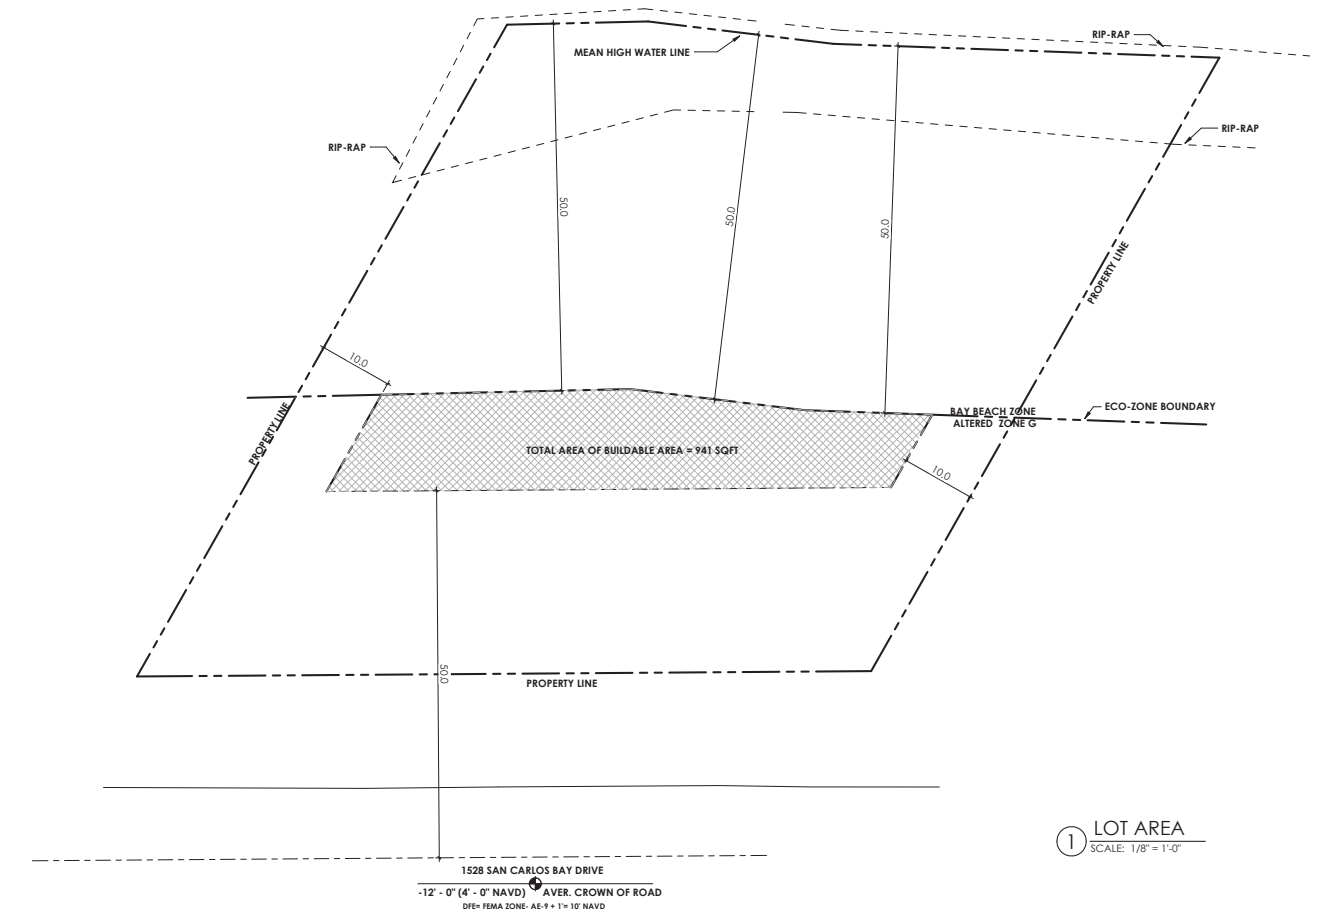 RIP-RAP
MEAN HIGH WATER LINE
RIP-RAP
RIP-RAP
50.0
50.0
50.0
PROPERTY LINE
10.0
PROPERTY LINE
BAY BEACH ZONE
ALTERED ZONE G
ECO-ZONE BOUNDARY
TOTAL AREA OF BUILDABLE AREA = 941 SQFT
10.0
50.0
PROPERTY LINE
1 LOT AREA
SCALE: 1/8" = 1'-0"
1528 SAN CARLOS BAY DRIVE
-12' - 0" (4' - 0" NAVD) AVER. CROWN OF ROAD
DFE= FEMA ZONE- AE-9 + 1'= 10' NAVD